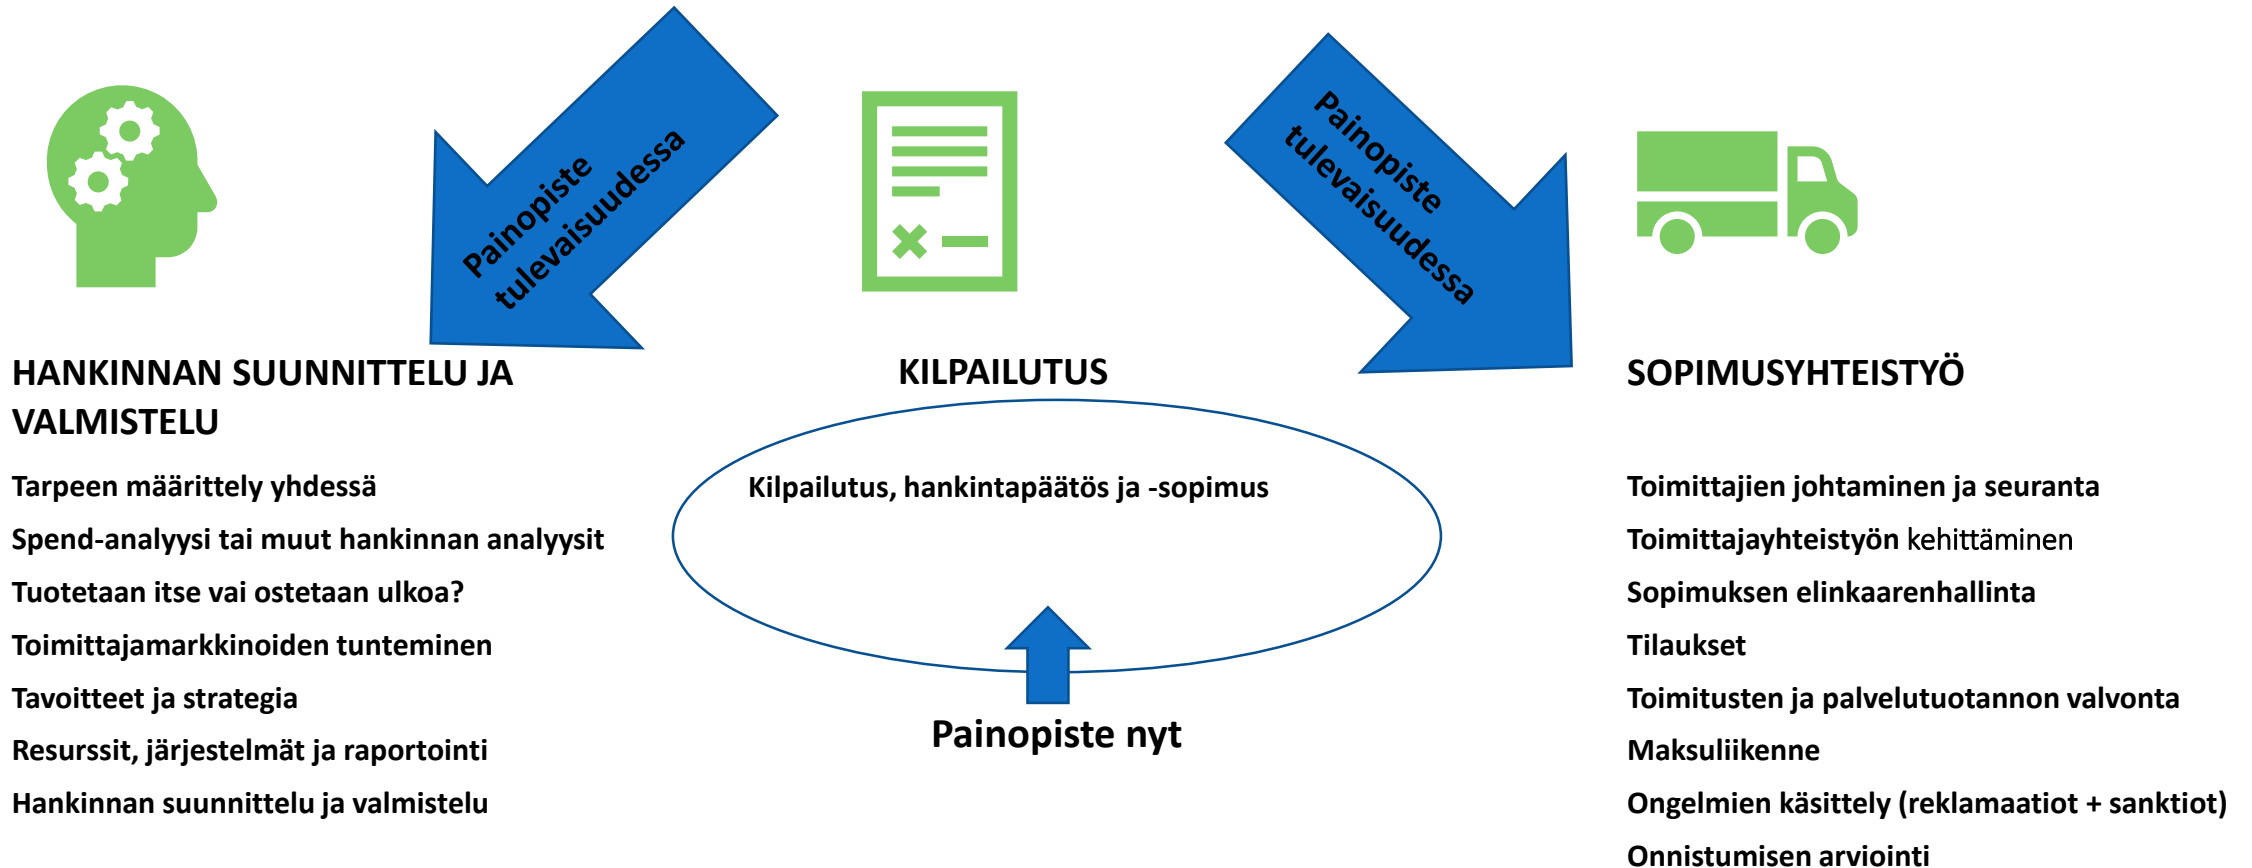 Painopiste
tulevaisuudessa
Painopiste
tulevaisuudessa
HANKINNAN SUUNNITTELU JA
VALMISTELU
Tarpeen määrittely yhdessä
Spend-analyysi tai muut hankinnan analyysit
Tuotetaan itse vai ostetaan ulkoa?
Toimittajamarkkinoiden tunteminen
Tavoitteet ja strategia
Resurssit, järjestelmät ja raportointi
Hankinnan suunnittelu ja valmistelu
KILPAILUTUS
Kilpailutus, hankintapäätös ja -sopimus
Painopiste nyt
SOPIMUSYHTEISTYÖ
Toimittajien johtaminen ja seuranta
Toimittajayhteistyön kehittäminen
Sopimuksen elinkaarenhallinta
Tilaukset
Toimitusten ja palvelutuotannon valvonta
Maksuliikenne
Ongelmien käsittely (reklamaatiot + sanktiot)
Onnistumisen arviointi